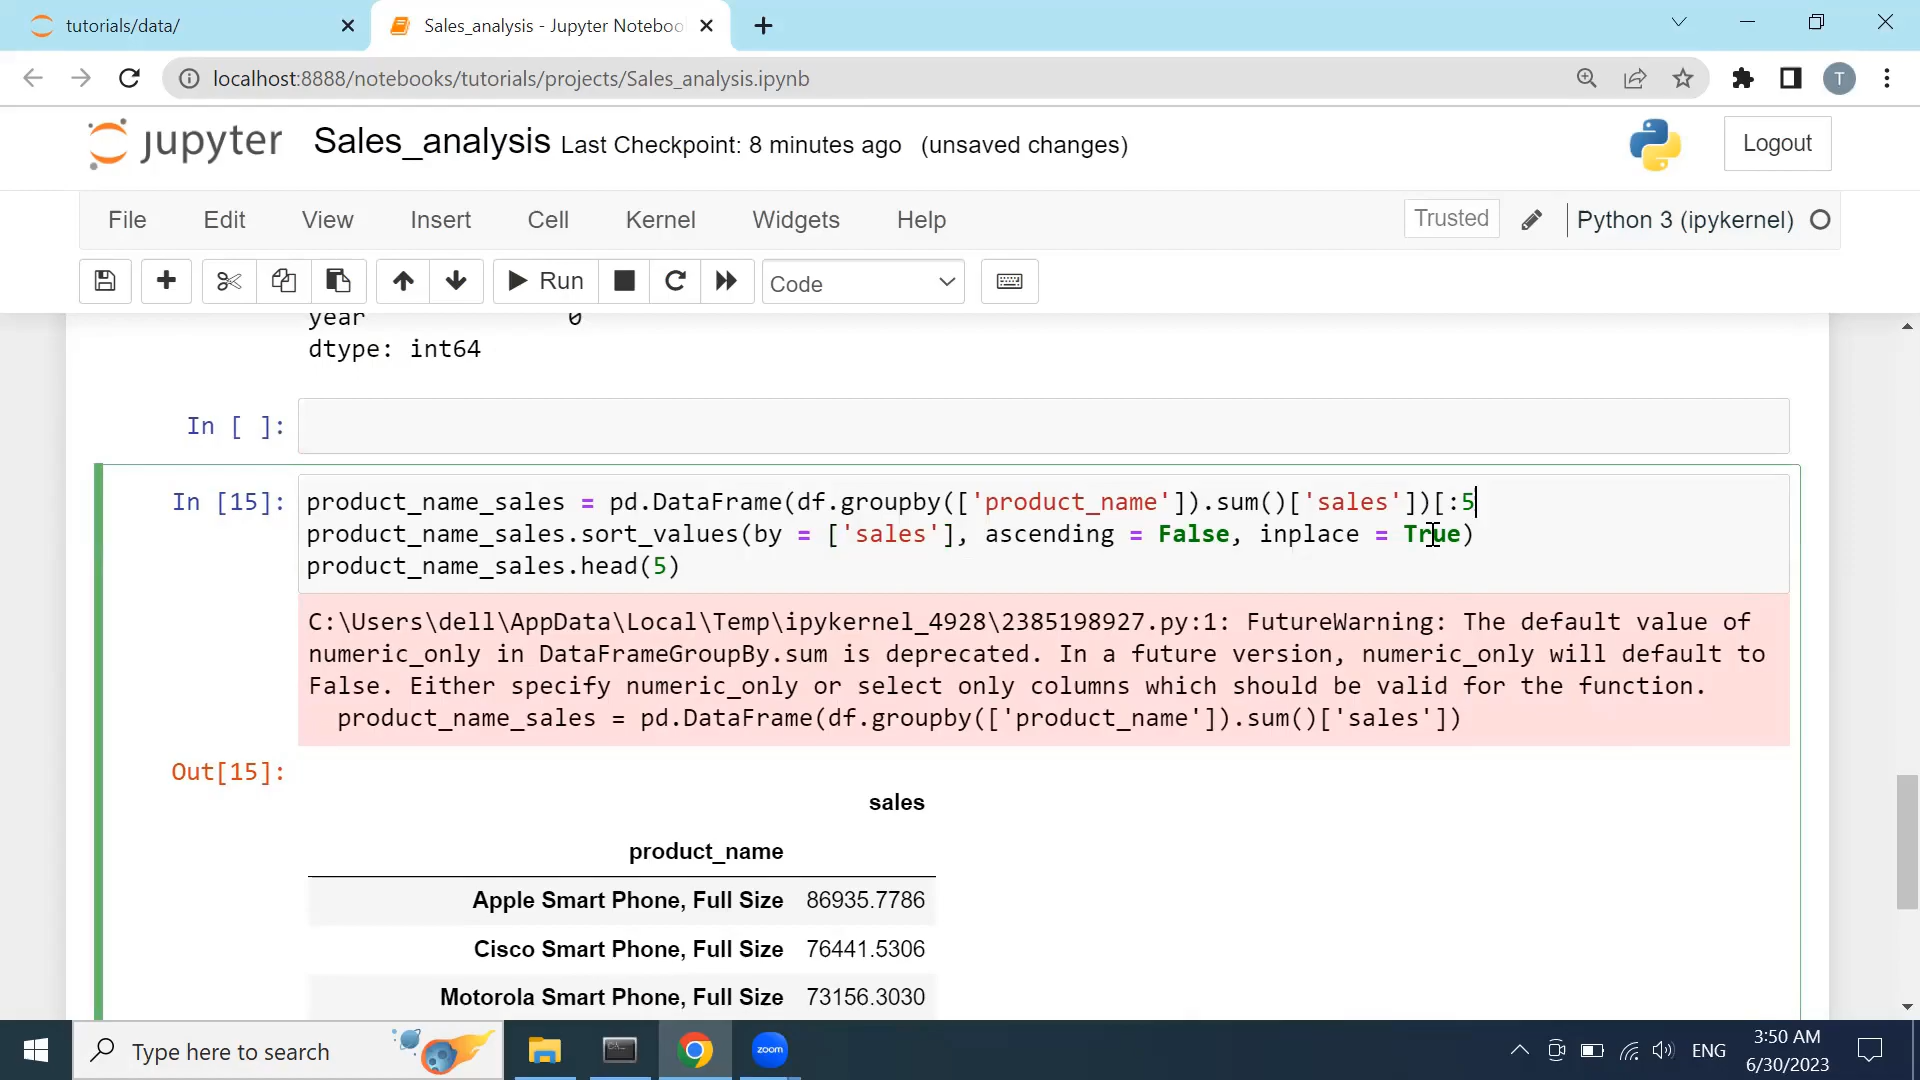 tutorials/data/
Sales_analysis - Jupyter Noteboo
localhost:8888/notebooks/tutorials/projects/Sales_analysis.ipynb
T
jupyter Sales_analysis Last Checkpoint: 8 minutes ago (unsaved changes)
Logout
File Edit View Insert Cell Kernel Widgets Help
Trusted
Python 3 (ipykernel)
Run
Code
year 0
dtype: int64
In [ ]:
In [15]: product_name_sales = pd.DataFrame(df.groupby(['product_name']).sum()['sales'])[:5
product_name_sales.sort_values(by = ['sales'], ascending = False, inplace = True)
product_name_sales.head(5)
C:\Users\dell\AppData\Local\Temp\ipykernel_4928\2385198927.py:1: FutureWarning: The default value of
numeric_only in DataFrameGroupBy.sum is deprecated. In a future version, numeric_only will default to
False. Either specify numeric_only or select only columns which should be valid for the function.
product_name_sales = pd.DataFrame(df.groupby(['product_name']).sum()['sales'])
Out[15]:
sales
product_name
Apple Smart Phone, Full Size 86935.7786
Cisco Smart Phone, Full Size 76441.5306
Motorola Smart Phone, Full Size 73156.3030
Type here to search
zoom
ENG
3:50 AM
6/30/2023